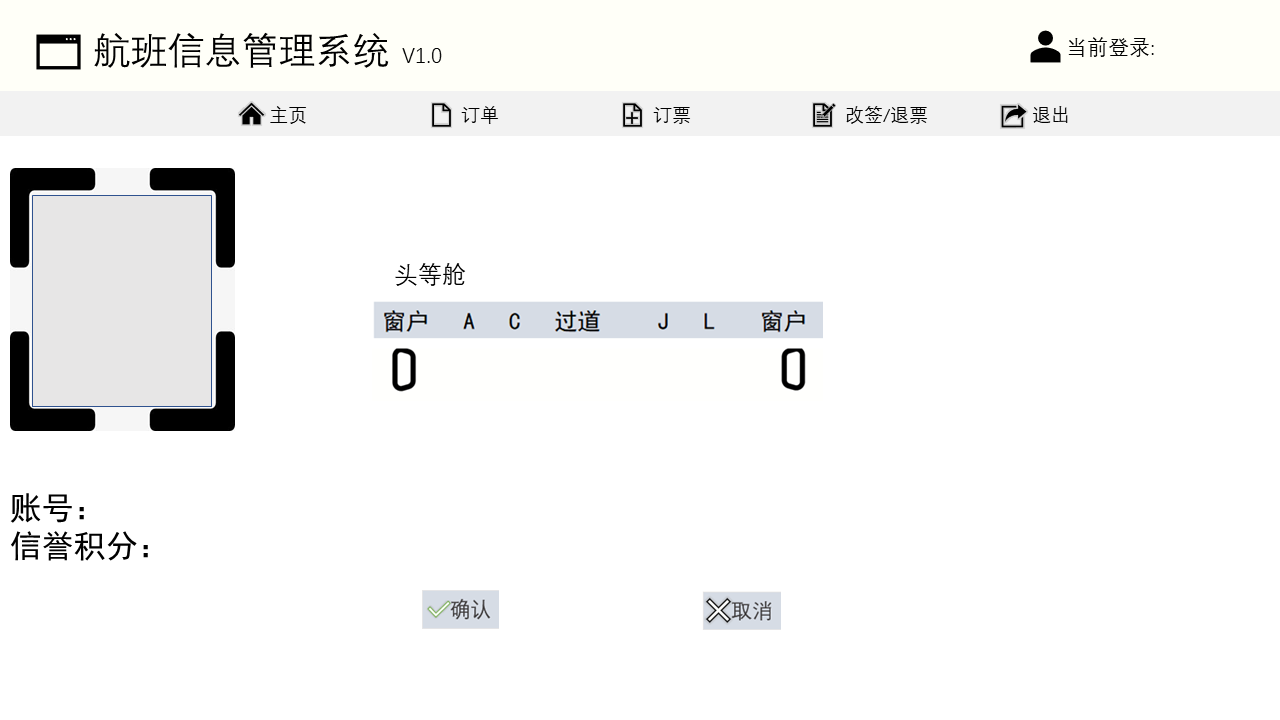 航班信息管理系统 V1.0
当前登录:
主页 订单 订票 改签/退票 退出
头等舱
窗户 A C 过道 J L 窗户
账号：
信誉积分：
确认 取消